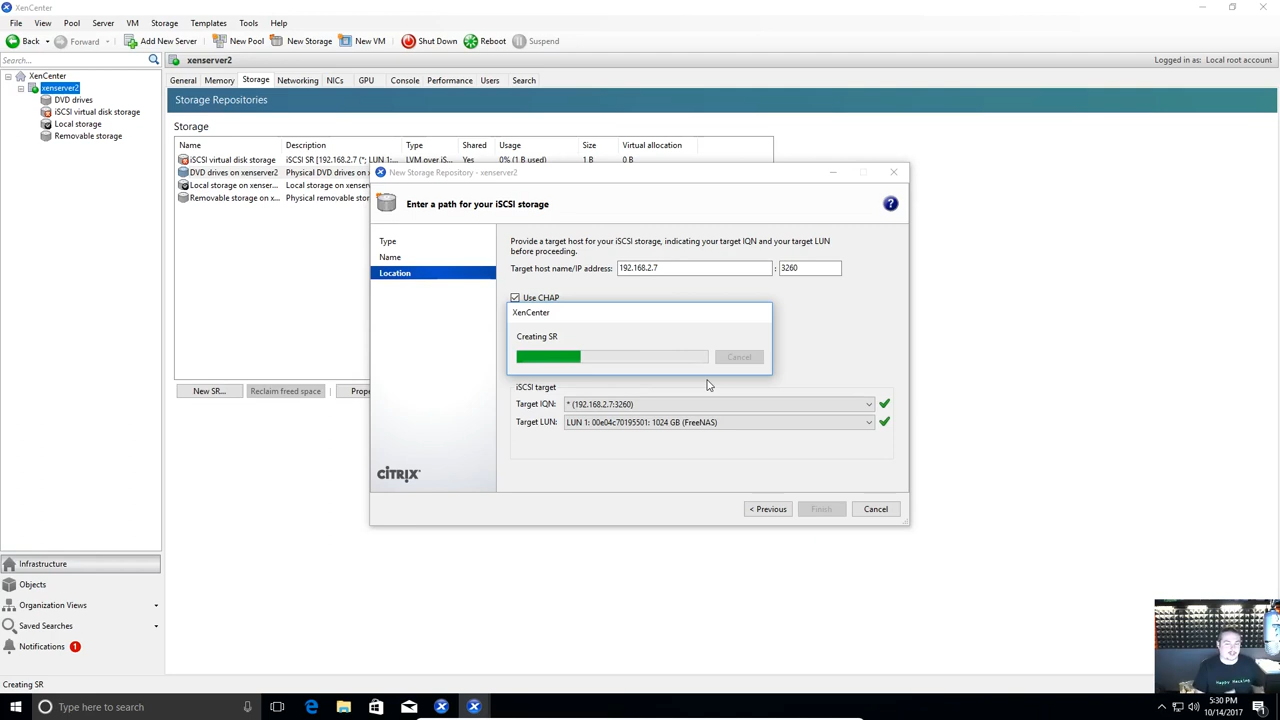 XenCenter
File View Pool Server VM Storage Templates Tools Help
Back Forward Add New Server New Pool New Storage New VM Shut Down Reboot Suspend
Search...
XenCenter
xenserver2
DVD drives
iSCSI virtual disk storage
Local storage
Removable storage
xenserver2
Logged in as: Local root account
General Memory Storage Networking NICs GPU Console Performance Users Search
Storage Repositories
Storage
Name Description Type Shared Usage Size Virtual allocation
iSCSI virtual disk storage iSCSI SR [192.168.2.7 (*; LUN 1:... LVM over iS... Yes 0% (1 B used) 1 B 0 B
DVD drives on xenserver2 Physical DVD drives on
Local storage on xenser... Local storage on xense
Removable storage on x... Physical removable sto
New SR... Reclaim freed space Prope
New Storage Repository - xenserver2
Enter a path for your iSCSI storage
Type
Name
Location
CITRIX
Provide a target host for your iSCSI storage, indicating your target IQN and your target LUN
before proceeding.
Target host name/IP address: 192.168.2.7 : 3260
Use CHAP
XenCenter
Creating SR
Cancel
iSCSI target
Target IQN: * (192.168.2.7:3260)
Target LUN: LUN 1: 00e04c70195501: 1024 GB (FreeNAS)
< Previous Finish Cancel
Infrastructure
Objects
Organization Views
Saved Searches
Notifications 1
Creating SR
Happy Hacking
Type here to search
5:30 PM
10/14/2017
1